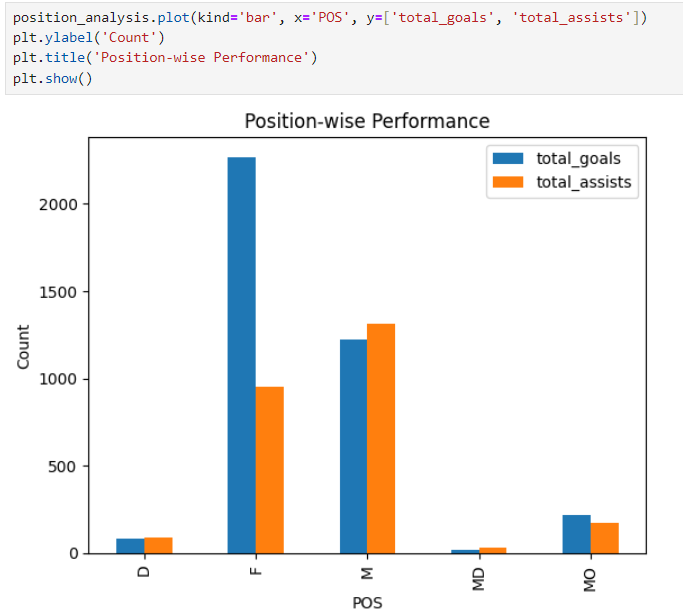 position_analysis.plot(kind='bar', x='POS', y=['total_goals', 'total_assists'])
plt.ylabel('Count')
plt.title('Position-wise Performance')
plt.show()
Position-wise Performance
total_goals
total_assists
2000
1500
1000
500
0
Count
D
F
M
MD
MO
POS